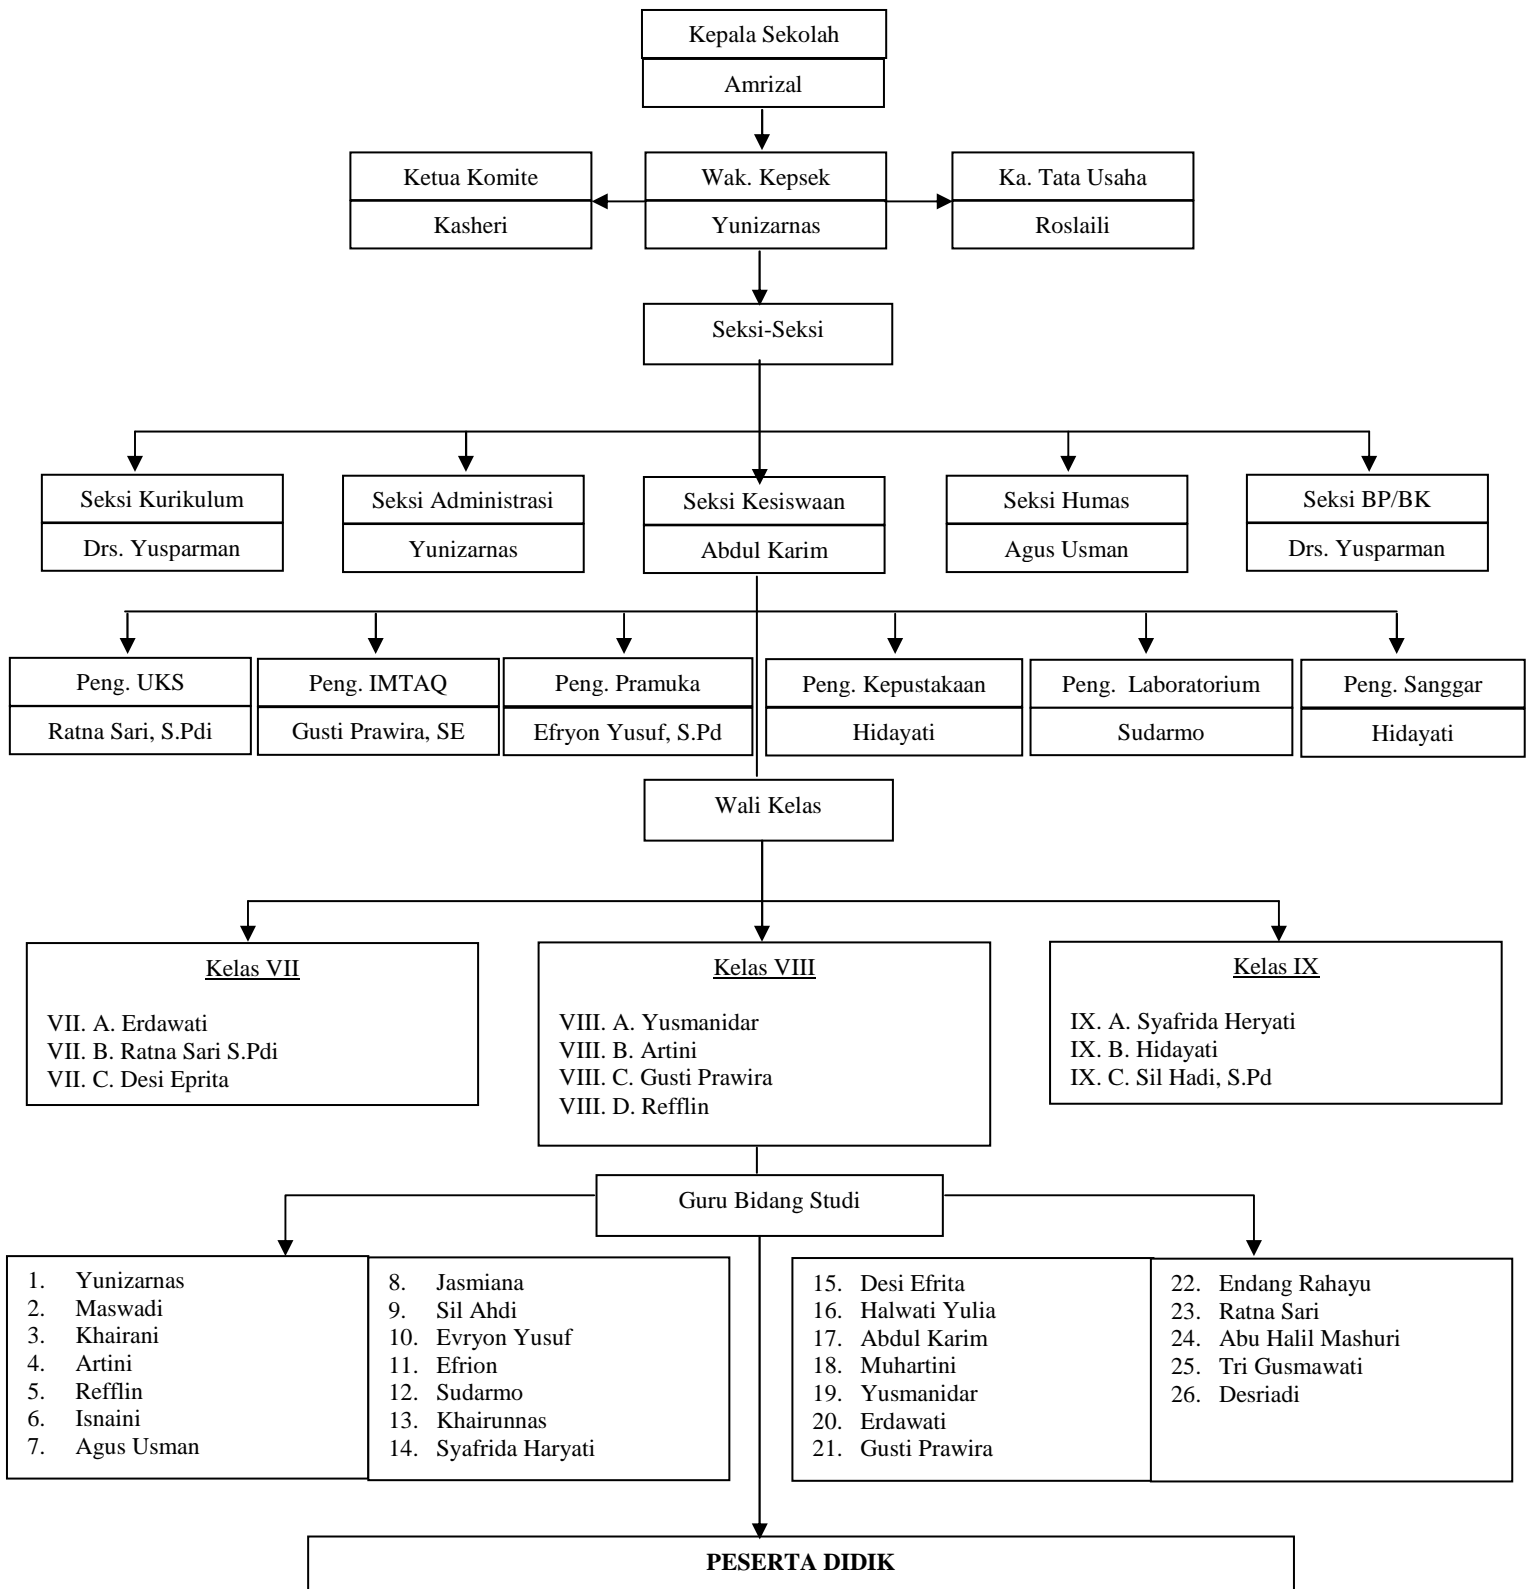 Kepala Sekolah
Amrizal
Ketua Komite
Kasheri
Wak. Kepsek
Yunizarnas
Ka. Tata Usaha
Roslaili
Seksi-Seksi
Seksi Kurikulum
Drs. Yusparman
Seksi Administrasi
Yunizarnas
Seksi Kesiswaan
Abdul Karim
Seksi Humas
Agus Usman
Seksi BP/BK
Drs. Yusparman
Peng. UKS
Ratna Sari, S.Pdi
Peng. IMTAQ
Gusti Prawira, SE
Peng. Pramuka
Efryon Yusuf, S.Pd
Peng. Kepustakaan
Hidayati
Peng. Laboratorium
Sudarmo
Peng. Sanggar
Hidayati
Wali Kelas
Kelas VII
VII. A. Erdawati
VII. B. Ratna Sari S.Pdi
VII. C. Desi Eprita
Kelas VIII
VIII. A. Yusmanidar
VIII. B. Artini
VIII. C. Gusti Prawira
VIII. D. Refflin
Kelas IX
IX. A. Syafrida Heryati
IX. B. Hidayati
IX. C. Sil Hadi, S.Pd
Guru Bidang Studi
1. Yunizarnas
2. Maswadi
3. Khairani
4. Artini
5. Refflin
6. Isnaini
7. Agus Usman
8. Jasmiana
9. Sil Ahdi
10. Evryon Yusuf
11. Efrion
12. Sudarmo
13. Khairunnas
14. Syafrida Haryati
15. Desi Efrita
16. Halwati Yulia
17. Abdul Karim
18. Muhartini
19. Yusmanidar
20. Erdawati
21. Gusti Prawira
22. Endang Rahayu
23. Ratna Sari
24. Abu Halil Mashuri
25. Tri Gusmawati
26. Desriadi
PESERTA DIDIK